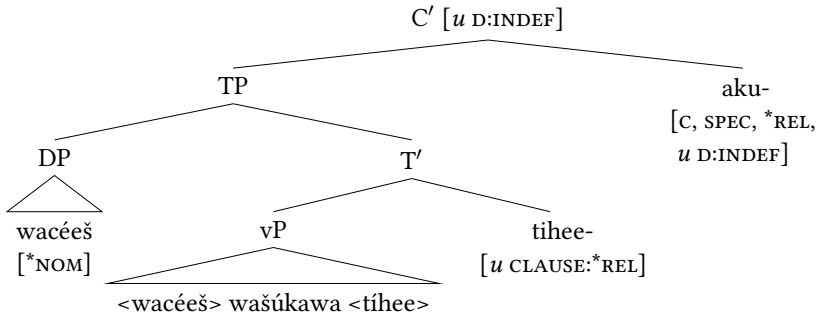 C′ [u D:INDEF]
TP
aku-
[C, SPEC, *REL,
u D:INDEF]
DP
T′
wacéeš
[*NOM]
vP
tihee-
[u CLAUSE:*REL]
<wacéeš> wašúkawa <tíhee>